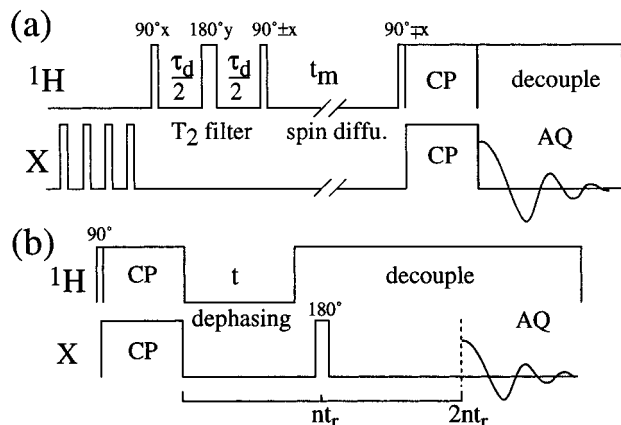 (a)
90°x 180°y 90°±x 90°∓x
¹H τd/2 τd/2 tm CP decouple
T₂ filter spin diffu.
X CP AQ
(b)
90°
¹H CP t decouple
dephasing
180°
X CP AQ
ntr 2ntr